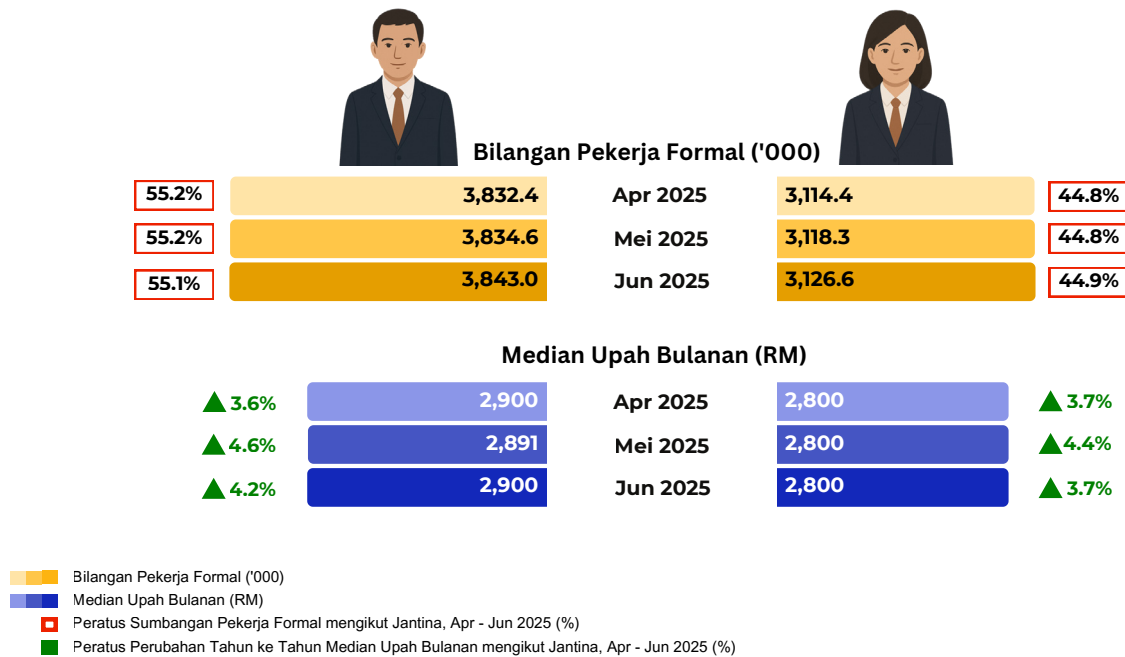 Bilangan Pekerja Formal ('000)
55.2% 3,832.4 Apr 2025 3,114.4 44.8%
55.2% 3,834.6 Mei 2025 3,118.3 44.8%
55.1% 3,843.0 Jun 2025 3,126.6 44.9%
Median Upah Bulanan (RM)
3.6% 2,900 Apr 2025 2,800 3.7%
4.6% 2,891 Mei 2025 2,800 4.4%
4.2% 2,900 Jun 2025 2,800 3.7%
Bilangan Pekerja Formal ('000)
Median Upah Bulanan (RM)
Peratus Sumbangan Pekerja Formal mengikut Jantina, Apr - Jun 2025 (%)
Peratus Perubahan Tahun ke Tahun Median Upah Bulanan mengikut Jantina, Apr - Jun 2025 (%)